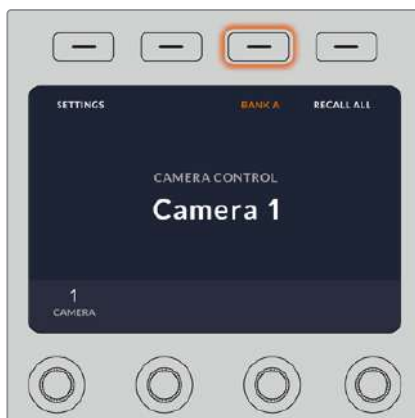 SETTINGS BANK A RECALL ALL
CAMERA CONTROL
Camera 1
1
CAMERA